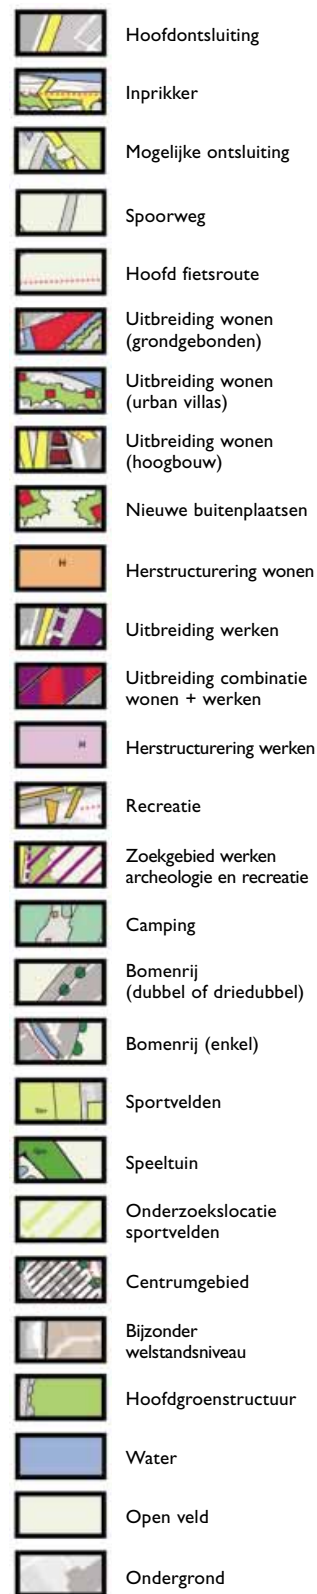 Hoofdontsluiting
Inprikker
Mogelijke ontsluiting
Spoorweg
Hoofd fietsroute
Uitbreiding wonen
(grondgebonden)
Uitbreiding wonen
(urban villas)
Uitbreiding wonen
(hoogbouw)
Nieuwe buitenplaatsen
H
Herstructurering wonen
Uitbreiding werken
Uitbreiding combinatie
wonen + werken
H
Herstructurering werken
Recreatie
Zoekgebied werken
archeologie en recreatie
Camping
Bomenrij
(dubbel of driedubbel)
Bomenrij (enkel)
Sportvelden
Speeltuin
Onderzoekslocatie
sportvelden
Centrumgebied
Bijzonder
welstandsniveau
Hoofdgroenstructuur
Water
Open veld
Ondergrond